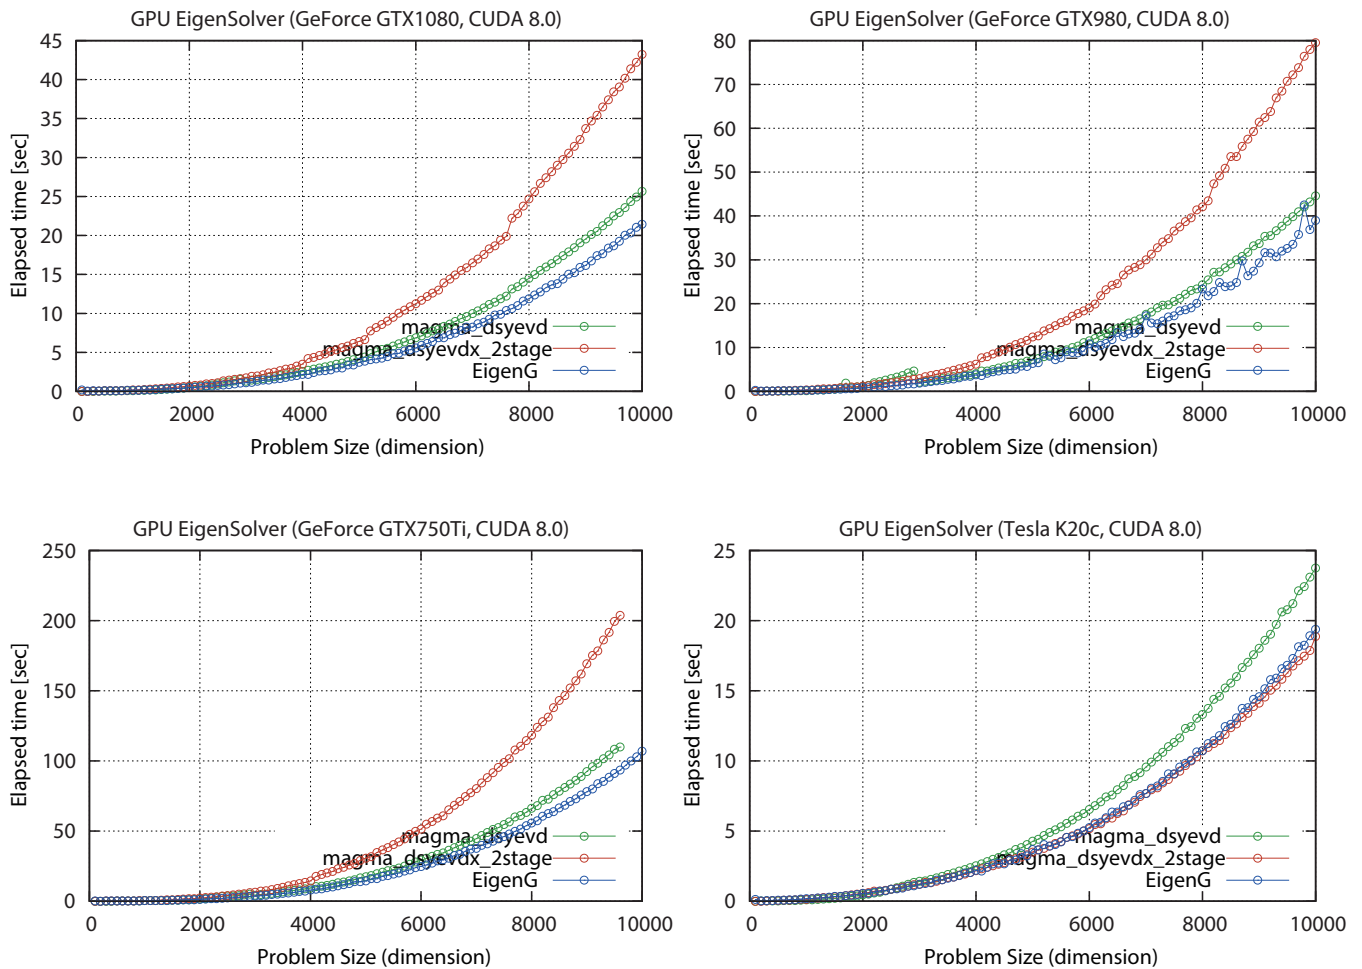 GPU EigenSolver (GeForce GTX1080, CUDA 8.0)
45
40
35
30
25
20
15
10
5
0
Elapsed time [sec]
magma_dsyevd
magma_dsyevdx_2stage
EigenG
0 2000 4000 6000 8000 10000
Problem Size (dimension)
GPU EigenSolver (GeForce GTX980, CUDA 8.0)
80
70
60
50
40
30
20
10
0
Elapsed time [sec]
magma_dsyevd
magma_dsyevdx_2stage
EigenG
0 2000 4000 6000 8000 10000
Problem Size (dimension)
GPU EigenSolver (GeForce GTX750Ti, CUDA 8.0)
250
200
150
100
50
0
Elapsed time [sec]
magma_dsyevd
magma_dsyevdx_2stage
EigenG
0 2000 4000 6000 8000 10000
Problem Size (dimension)
GPU EigenSolver (Tesla K20c, CUDA 8.0)
25
20
15
10
5
0
Elapsed time [sec]
magma_dsyevd
magma_dsyevdx_2stage
EigenG
0 2000 4000 6000 8000 10000
Problem Size (dimension)